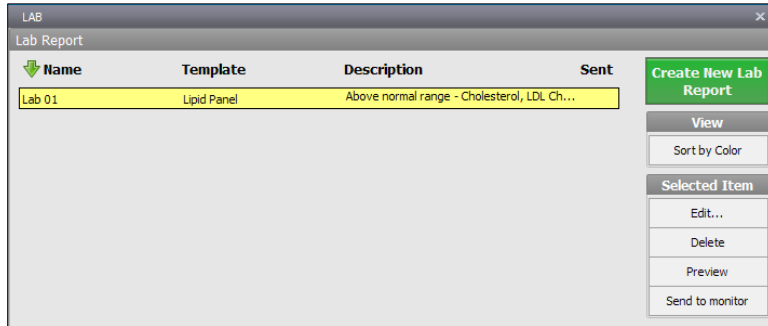 LAB
Lab Report
Name Template Description Sent
Lab 01 Lipid Panel Above normal range - Cholesterol, LDL Ch...
Create New Lab
Report
View
Sort by Color
Selected Item
Edit...
Delete
Preview
Send to monitor